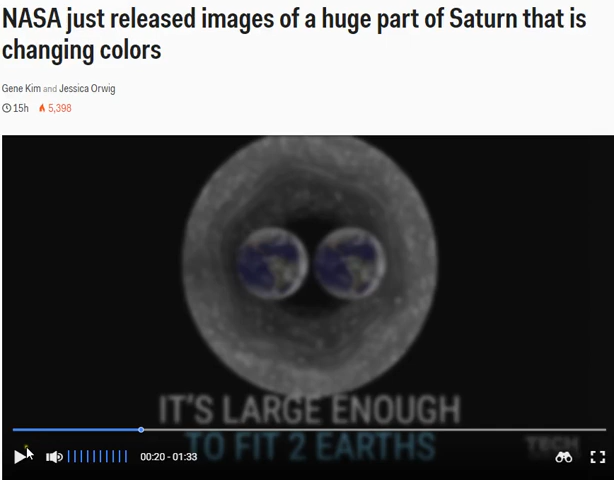 NASA just released images of a huge part of Saturn that is
changing colors
Gene Kim and Jessica Orwig
15h 5,398
IT'S LARGE ENOUGH
TO FIT 2 EARTHS
TECH
00:20 - 01:33